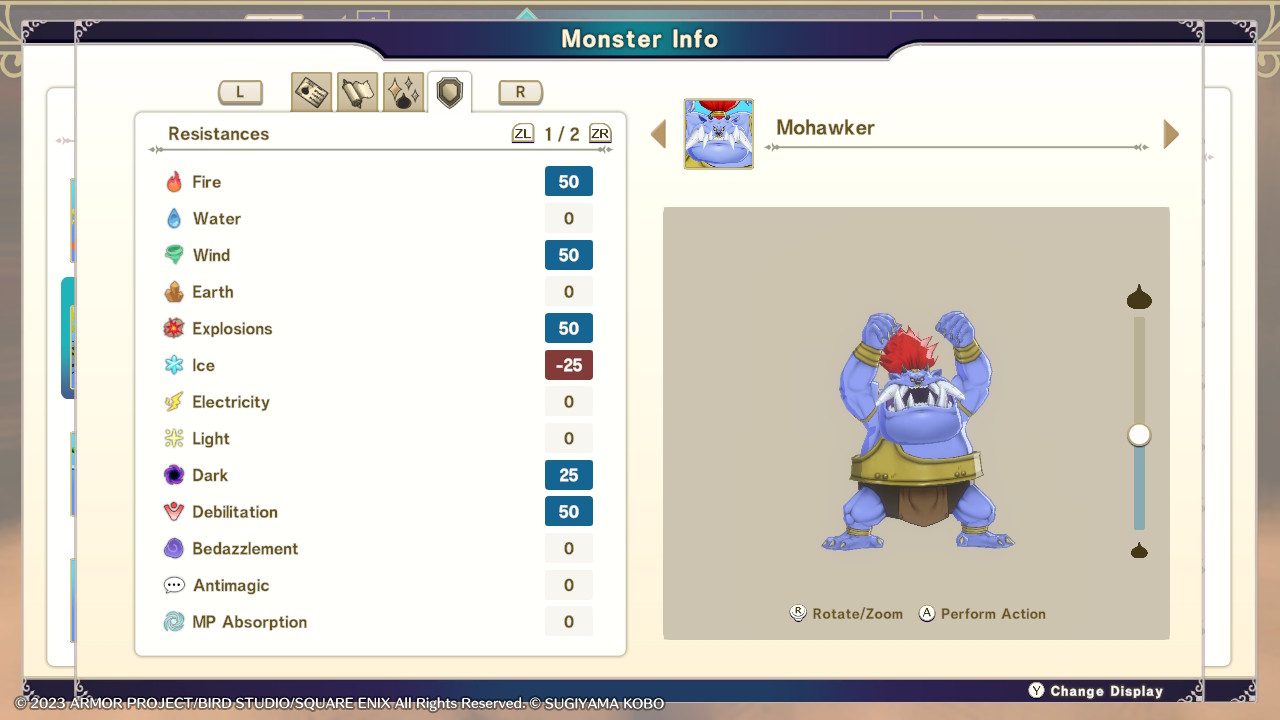 Monster Info
L
R
Resistances
ZL 1 / 2 ZR
Fire 50
Water 0
Wind 50
Earth 0
Explosions 50
Ice -25
Electricity 0
Light 0
Dark 25
Debilitation 50
Bedazzlement 0
Antimagic 0
MP Absorption 0
Mohawker
R Rotate/Zoom A Perform Action
Y Change Display
© 2023 ARMOR PROJECT/BIRD STUDIO/SQUARE ENIX All Rights Reserved. © SUGIYAMA KOBO